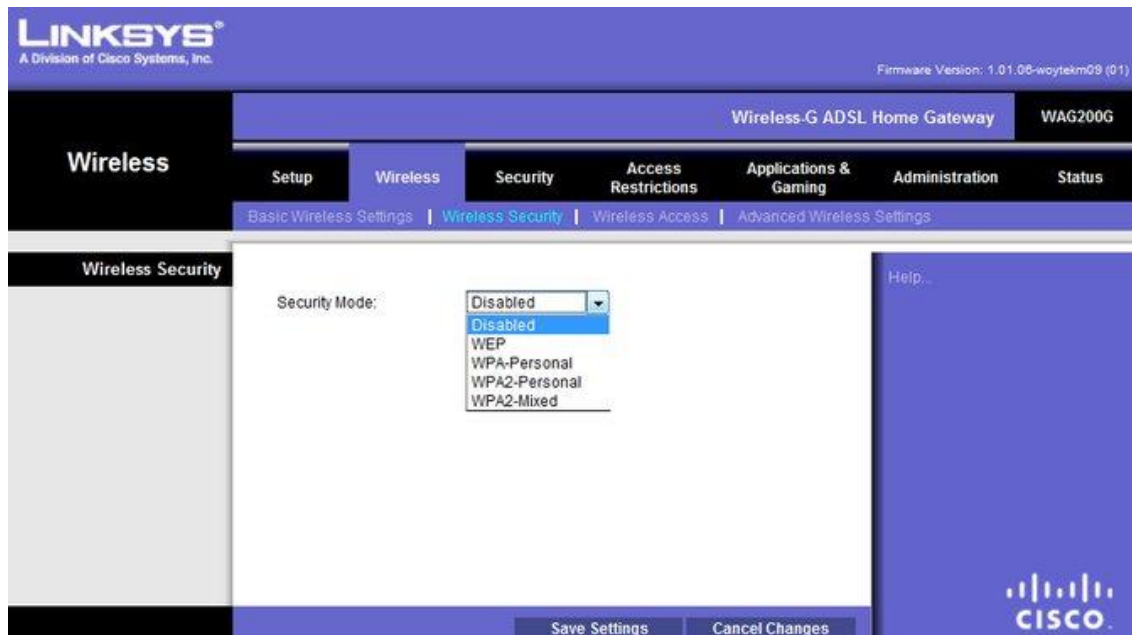 LINKSYS®
A Division of Cisco Systems, Inc.
Firmware Version: 1.01.06-woytekm09 (01)
Wireless-G ADSL Home Gateway WAG200G
Wireless
Setup Wireless Security Access Restrictions Applications & Gaming Administration Status
Basic Wireless Settings | Wireless Security | Wireless Access | Advanced Wireless Settings
Wireless Security
Help...
Security Mode: Disabled
Disabled
WEP
WPA-Personal
WPA2-Personal
WPA2-Mixed
Save Settings Cancel Changes
CISCO.